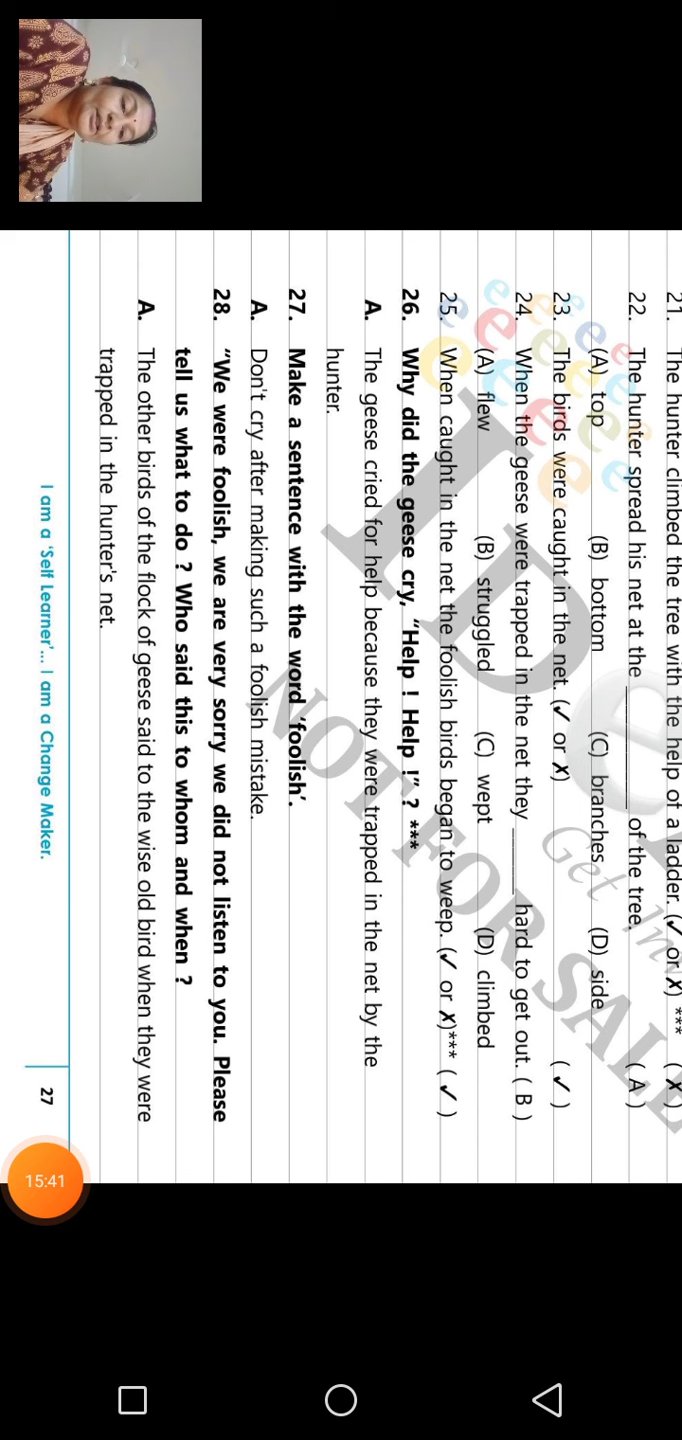 21. The hunter climbed the tree with the help of a ladder. (✓ or ✗) *** ( ✗ )
22. The hunter spread his net at the __________ of the tree. ( A )
(A) top (B) bottom (C) branches (D) side
23. The birds were caught in the net. (✓ or ✗) ( ✓ )
24. When the geese were trapped in the net they ______ hard to get out. ( B )
(A) flew (B) struggled (C) wept (D) climbed
25. When caught in the net the foolish birds began to weep. (✓ or ✗)*** ( ✓ )
26. Why did the geese cry, "Help ! Help !" ? ***
A. The geese cried for help because they were trapped in the net by the
hunter.
27. Make a sentence with the word 'foolish'.
A. Don't cry after making such a foolish mistake.
28. "We were foolish, we are very sorry we did not listen to you. Please
tell us what to do ? Who said this to whom and when ?
A. The other birds of the flock of geese said to the wise old bird when they were
trapped in the hunter's net.
I am a 'Self Learner'... I am a Change Maker.
27
NOT FOR SALE
15:41